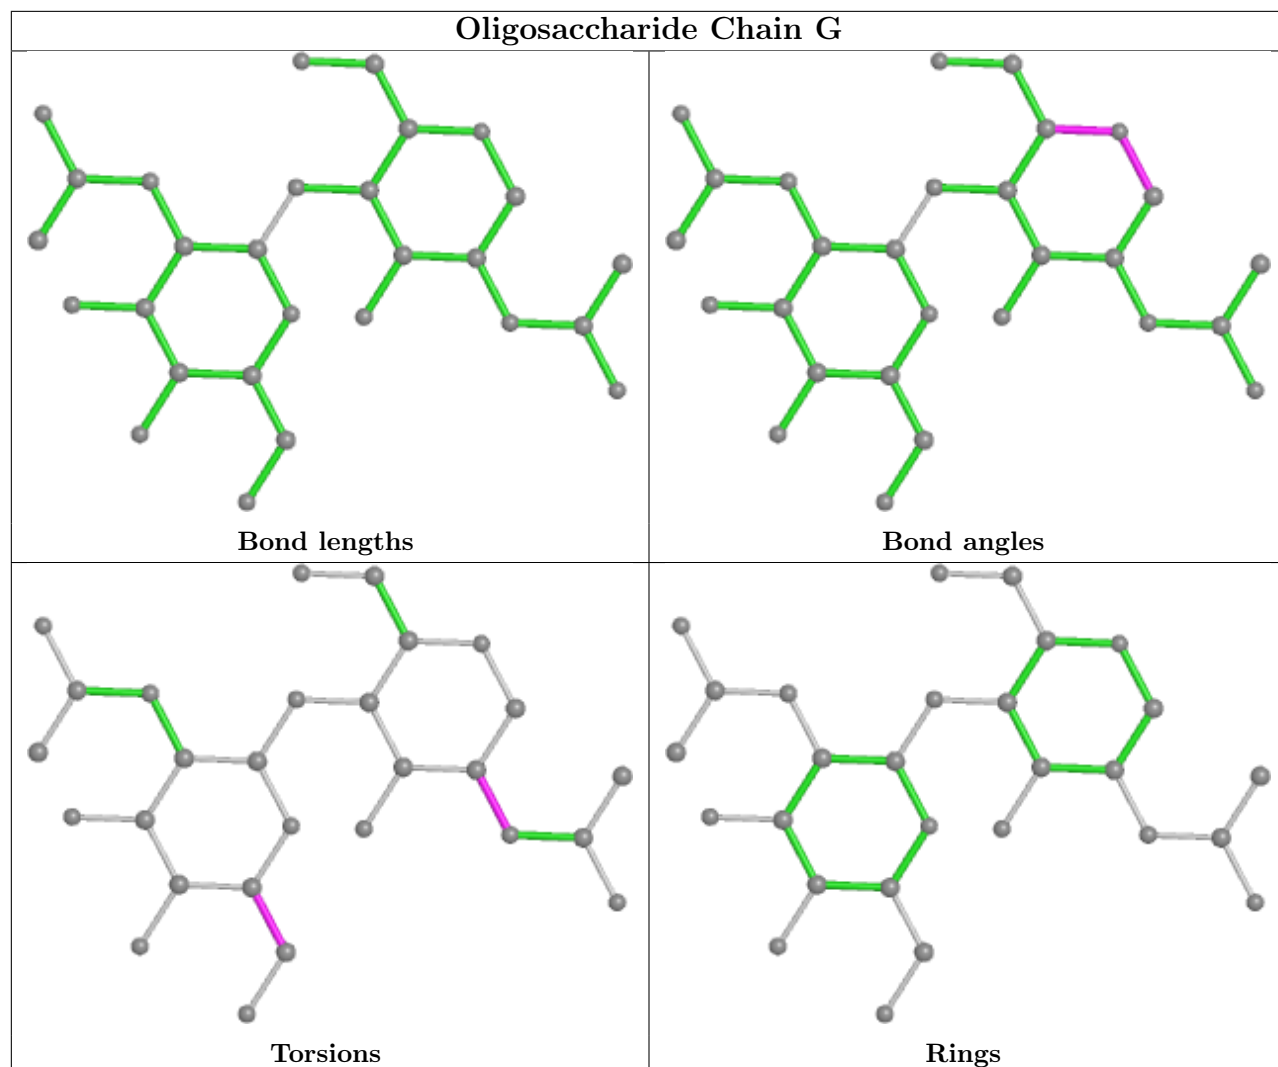 Oligosaccharide Chain G
Bond lengths
Bond angles
Torsions
Rings